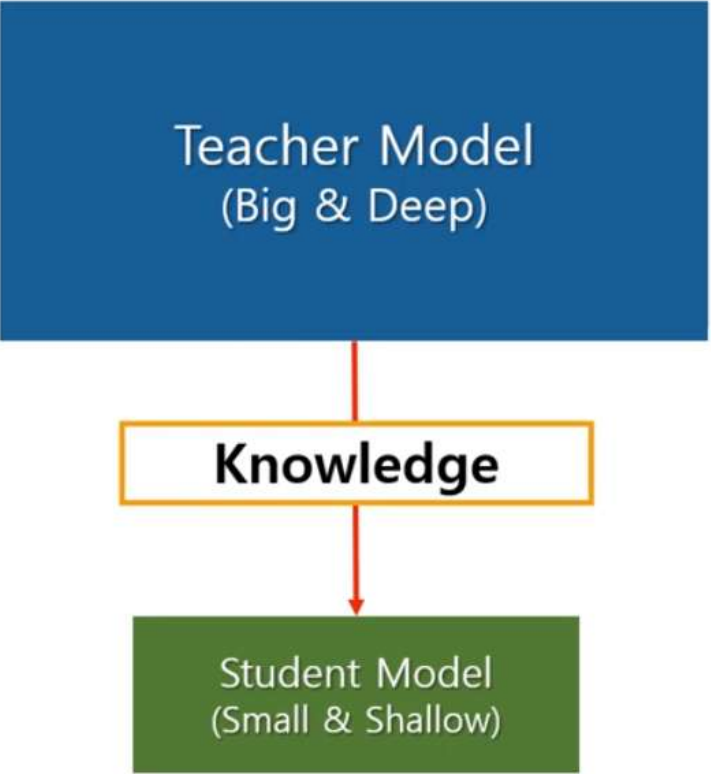 Teacher Model
(Big & Deep)
Knowledge
Student Model
(Small & Shallow)